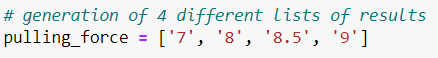 # generation of 4 different lists of results
pulling_force = ['7', '8', '8.5', '9']